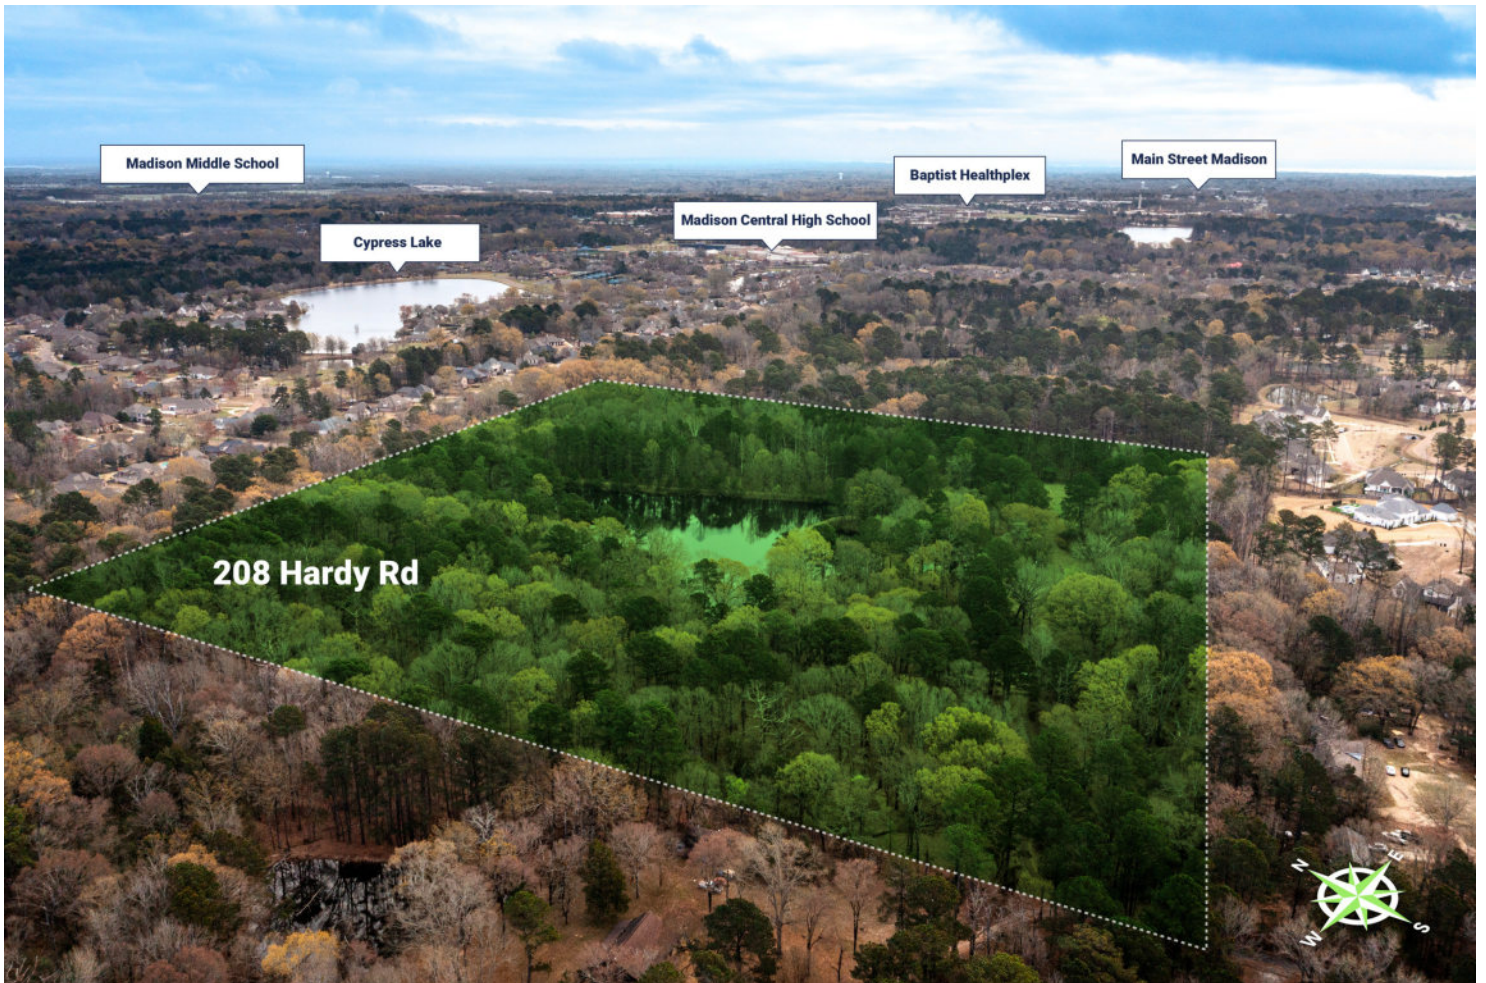 Main Street Madison
Madison Middle School
Baptist Healthplex
Madison Central High School
Cypress Lake
208 Hardy Rd
N
E
W
S